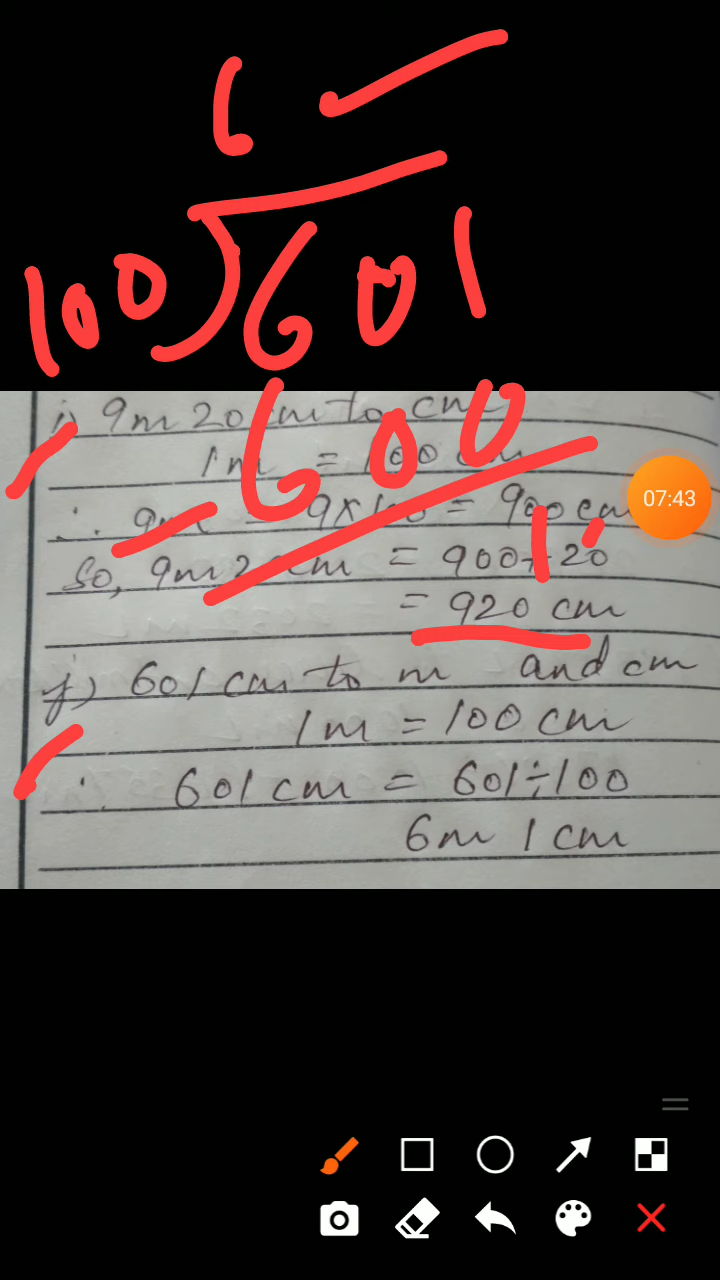 6
100)601
600
1
i) 9m 20cm to cm
1m = 100 cm
∴ 9m = 9×100 = 900 cm
07:43
So, 9m 20cm = 900+20
= 920 cm
j) 601 cm to m and cm
1m = 100 cm
∴ 601 cm = 601÷100
6m 1cm